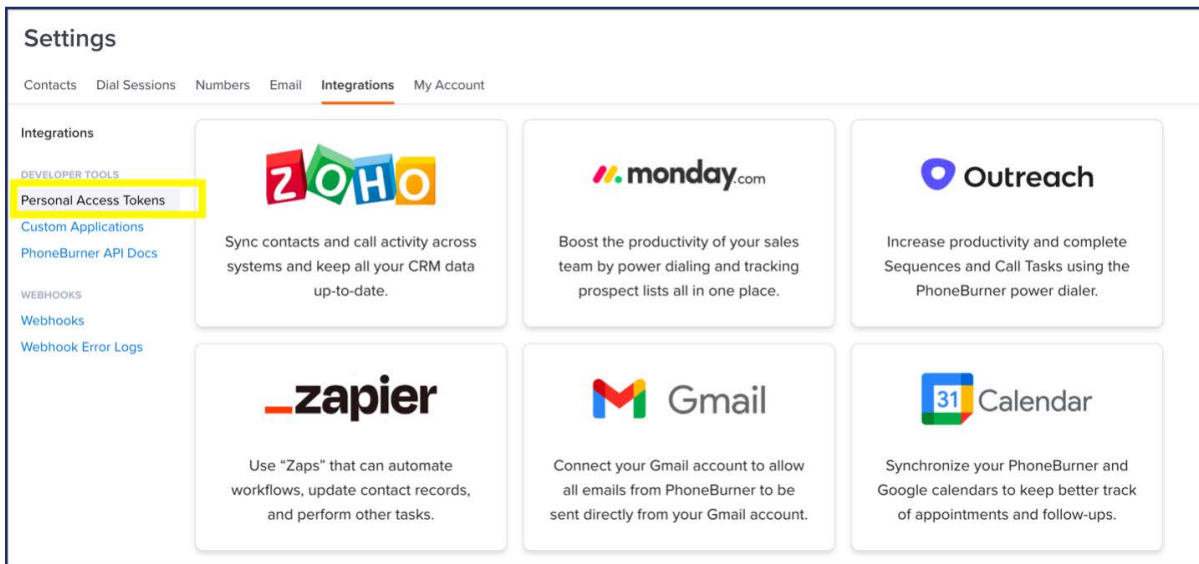 Settings
Contacts Dial Sessions Numbers Email Integrations My Account
Integrations
DEVELOPER TOOLS
Personal Access Tokens
Custom Applications
PhoneBurner API Docs
WEBHOOKS
Webhooks
Webhook Error Logs
ZOHO
Sync contacts and call activity across
systems and keep all your CRM data
up-to-date.
monday.com
Boost the productivity of your sales
team by power dialing and tracking
prospect lists all in one place.
Outreach
Increase productivity and complete
Sequences and Call Tasks using the
PhoneBurner power dialer.
_zapier
Use “Zaps” that can automate
workflows, update contact records,
and perform other tasks.
Gmail
Connect your Gmail account to allow
all emails from PhoneBurner to be
sent directly from your Gmail account.
31 Calendar
Synchronize your PhoneBurner and
Google calendars to keep better track
of appointments and follow-ups.